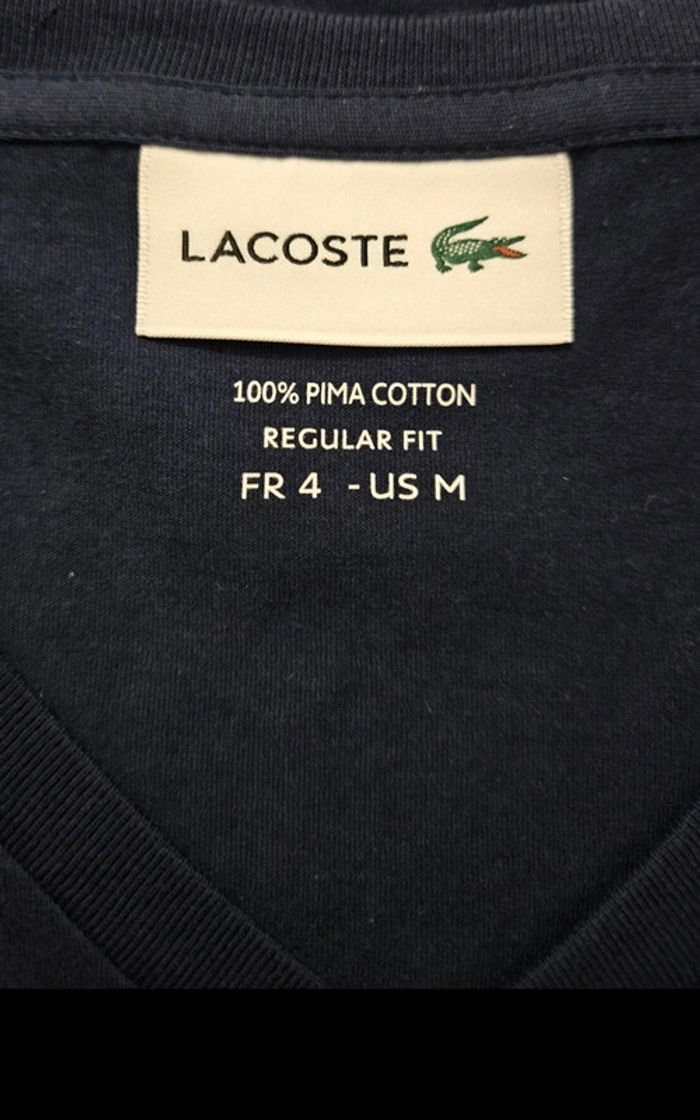 LACOSTE
100% PIMA COTTON
REGULAR FIT
FR 4 - US M